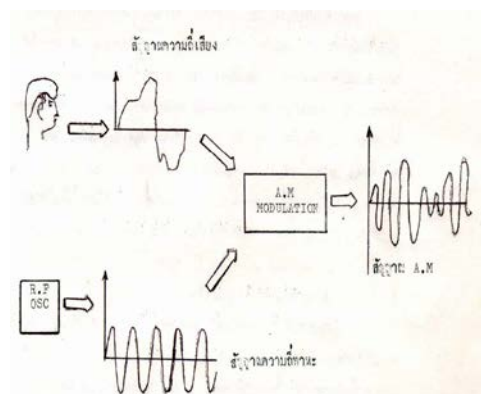 สัญญาณความถี่เสียง
A.M
MODULATION
สัญญาณ A.M
R.F
OSC
สัญญาณความถี่พาหะ